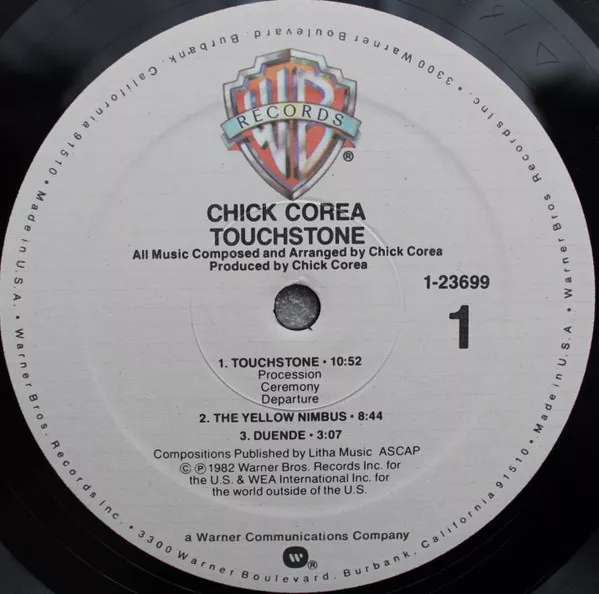 WB
RECORDS
®
CHICK COREA
TOUCHSTONE
All Music Composed and Arranged by Chick Corea
Produced by Chick Corea
1-23699
1
1. TOUCHSTONE • 10:52
Procession
Ceremony
Departure
2. THE YELLOW NIMBUS • 8:44
3. DUENDE • 3:07
Compositions Published by Litha Music ASCAP
© ℗ 1982 Warner Bros. Records Inc. for
the U.S. & WEA International Inc. for
the world outside of the U.S.
a Warner Communications Company
®
Warner Bros. Records Inc. • 3300 Warner Boulevard, Burbank, California 91510 • Made in U.S.A. •
Warner Bros. Records Inc. • 3300 Warner Boulevard, Burbank, California 91510 • Made in U.S.A. •